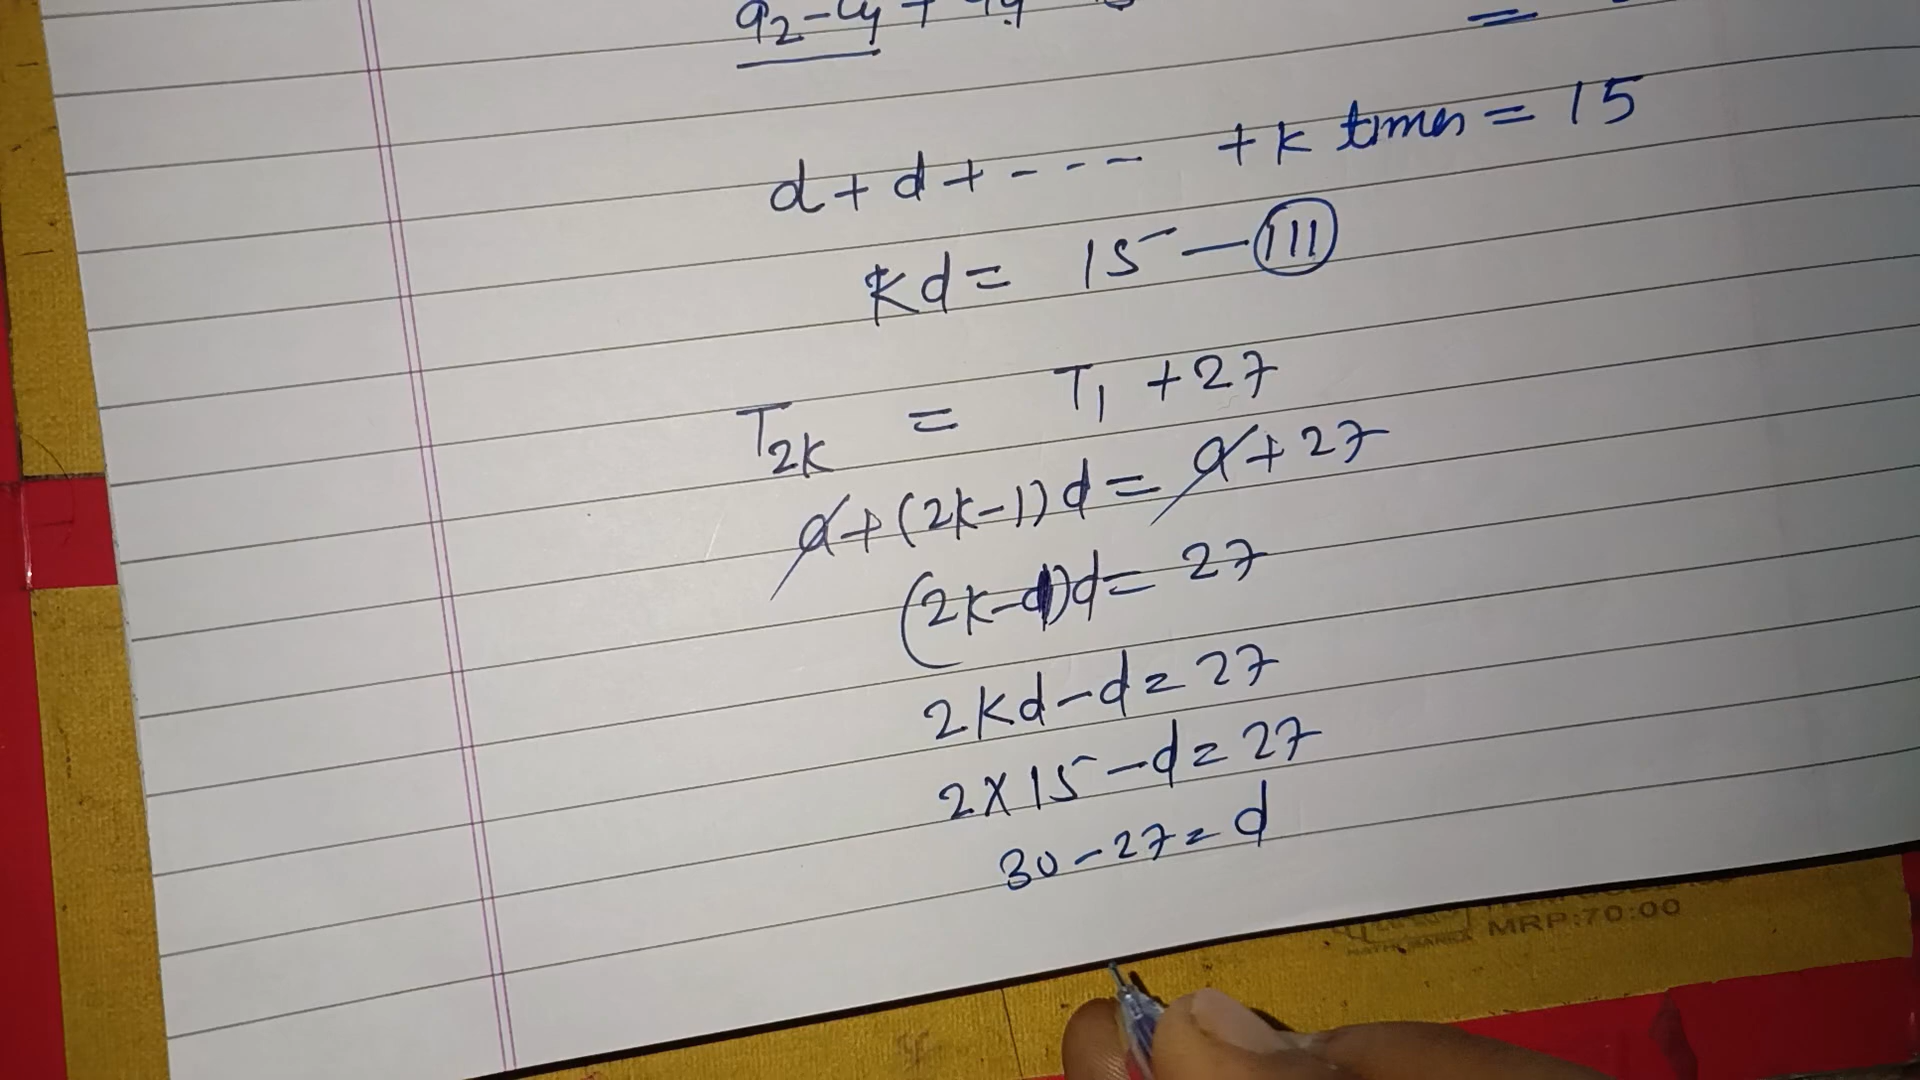 d + d + - - - - + k times = 15
Kd = 15 — III
T2K = T1 + 27
a + (2k-1) d = a + 27
(2k-1)d = 27
2kd - d = 27
2 x 15 - d = 27
30 - 27 = d
MRP:70:00